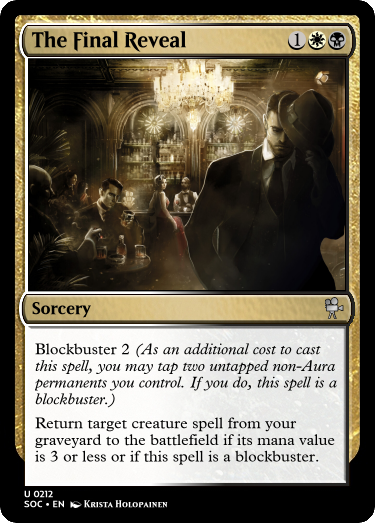 The Final Reveal 1
Sorcery
Blockbuster 2 (As an additional cost to cast
this spell, you may tap two untapped non-Aura
permanents you control. If you do, this spell is a
blockbuster.)
Return target creature spell from your
graveyard to the battlefield if its mana value
is 3 or less or if this spell is a blockbuster.
U 0212
SOC • EN Krista Holopainen